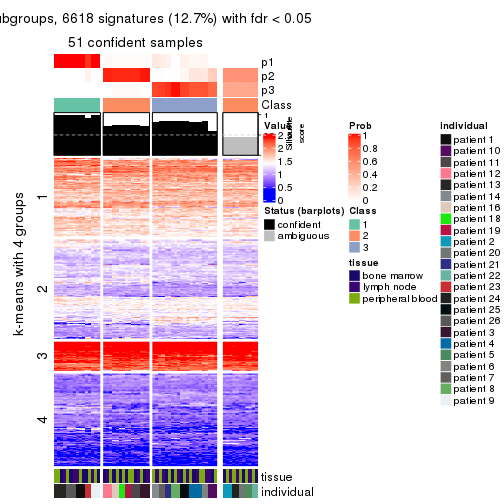 bgroups, 6618 signatures (12.7%) with fdr < 0.05
51 confident samples
p1
p2
p3
Class
1
Silhouette
score
k-means with 4 groups
1
2
3
4
tissue
individual
Value
2.5
2
1.5
1
0.5
0
Status (barplots)
confident
ambiguous
Prob
1
0.8
0.6
0.4
0.2
0
Class
1
2
3
tissue
bone marrow
lymph node
peripheral blood
individual
patient 1
patient 10
patient 11
patient 12
patient 13
patient 14
patient 16
patient 18
patient 19
patient 2
patient 20
patient 21
patient 22
patient 23
patient 24
patient 25
patient 26
patient 3
patient 4
patient 5
patient 6
patient 7
patient 8
patient 9